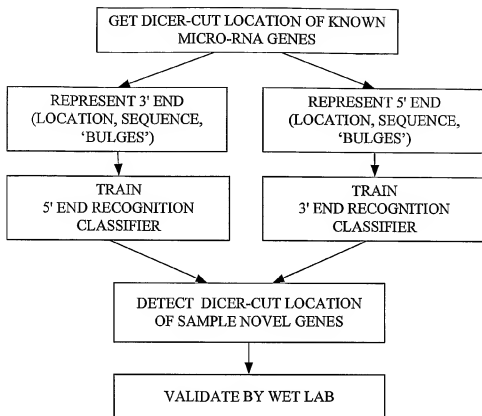 GET DICER-CUT LOCATION OF KNOWN
MICRO-RNA GENES
REPRESENT 3' END
(LOCATION, SEQUENCE,
‘BULGES’)
REPRESENT 5' END
(LOCATION, SEQUENCE,
‘BULGES’)
TRAIN
5' END RECOGNITION
CLASSIFIER
TRAIN
3' END RECOGNITION
CLASSIFIER
DETECT DICER-CUT LOCATION
OF SAMPLE NOVEL GENES
VALIDATE BY WET LAB